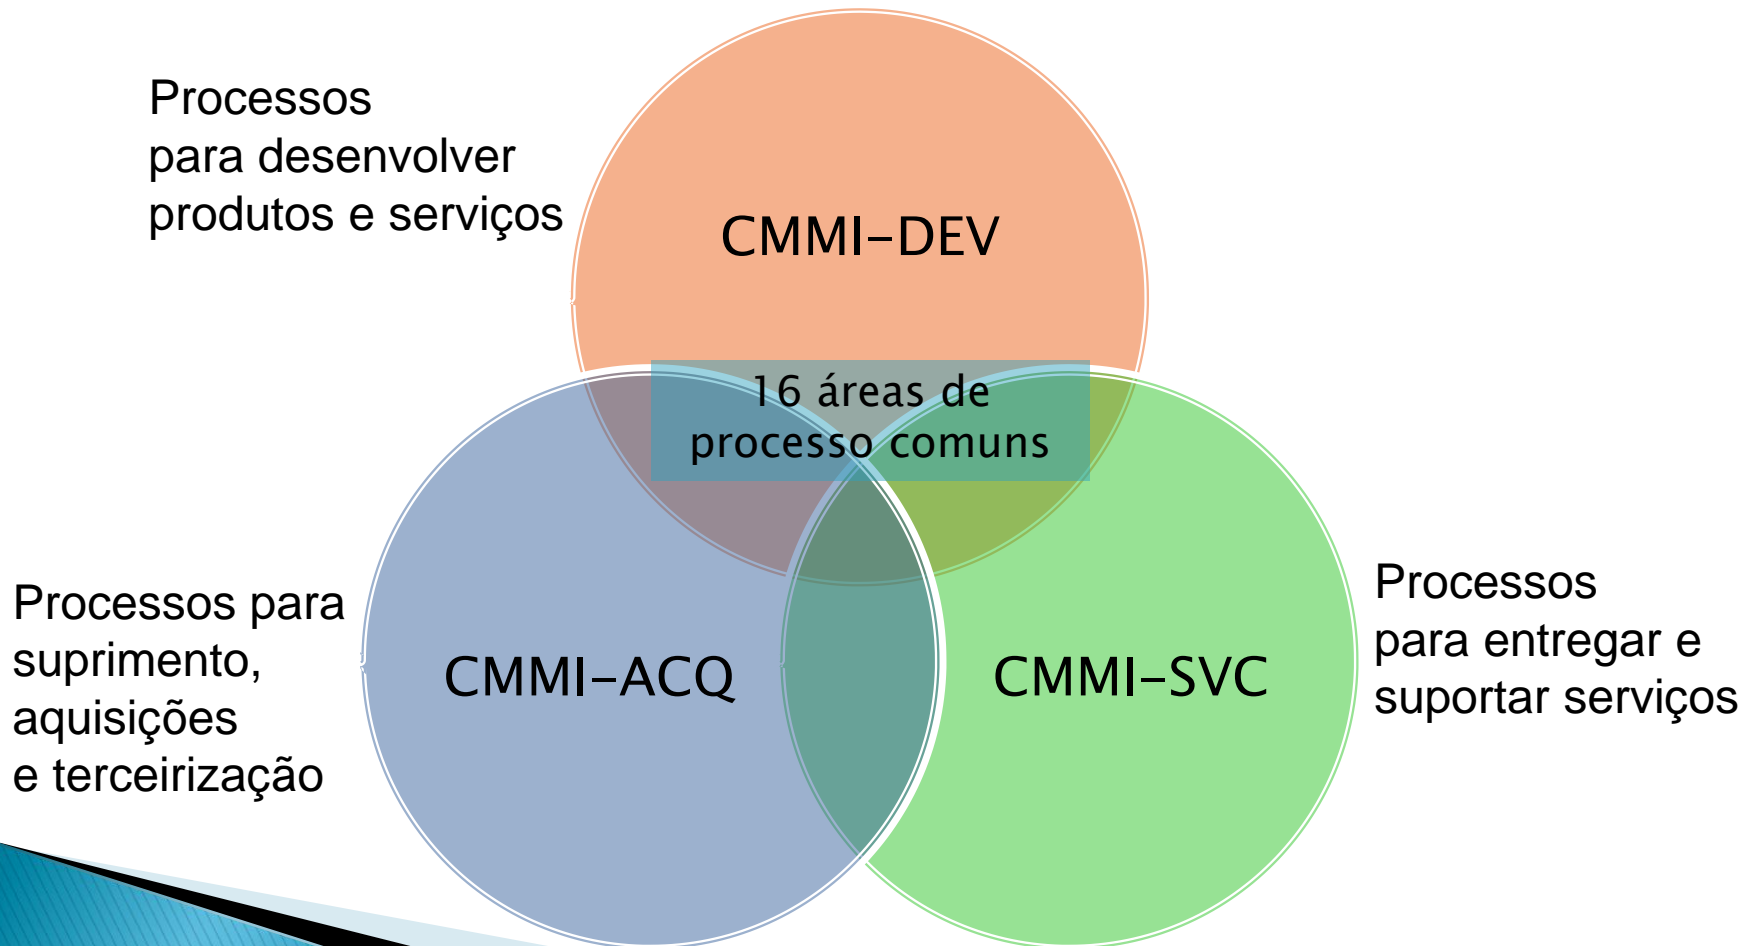 Processos
para desenvolver
produtos e serviços
CMMI–DEV
16 áreas de
processo comuns
Processos para
suprimento,
aquisições
e terceirização
CMMI–ACQ
CMMI–SVC
Processos
para entregar e
suportar serviços